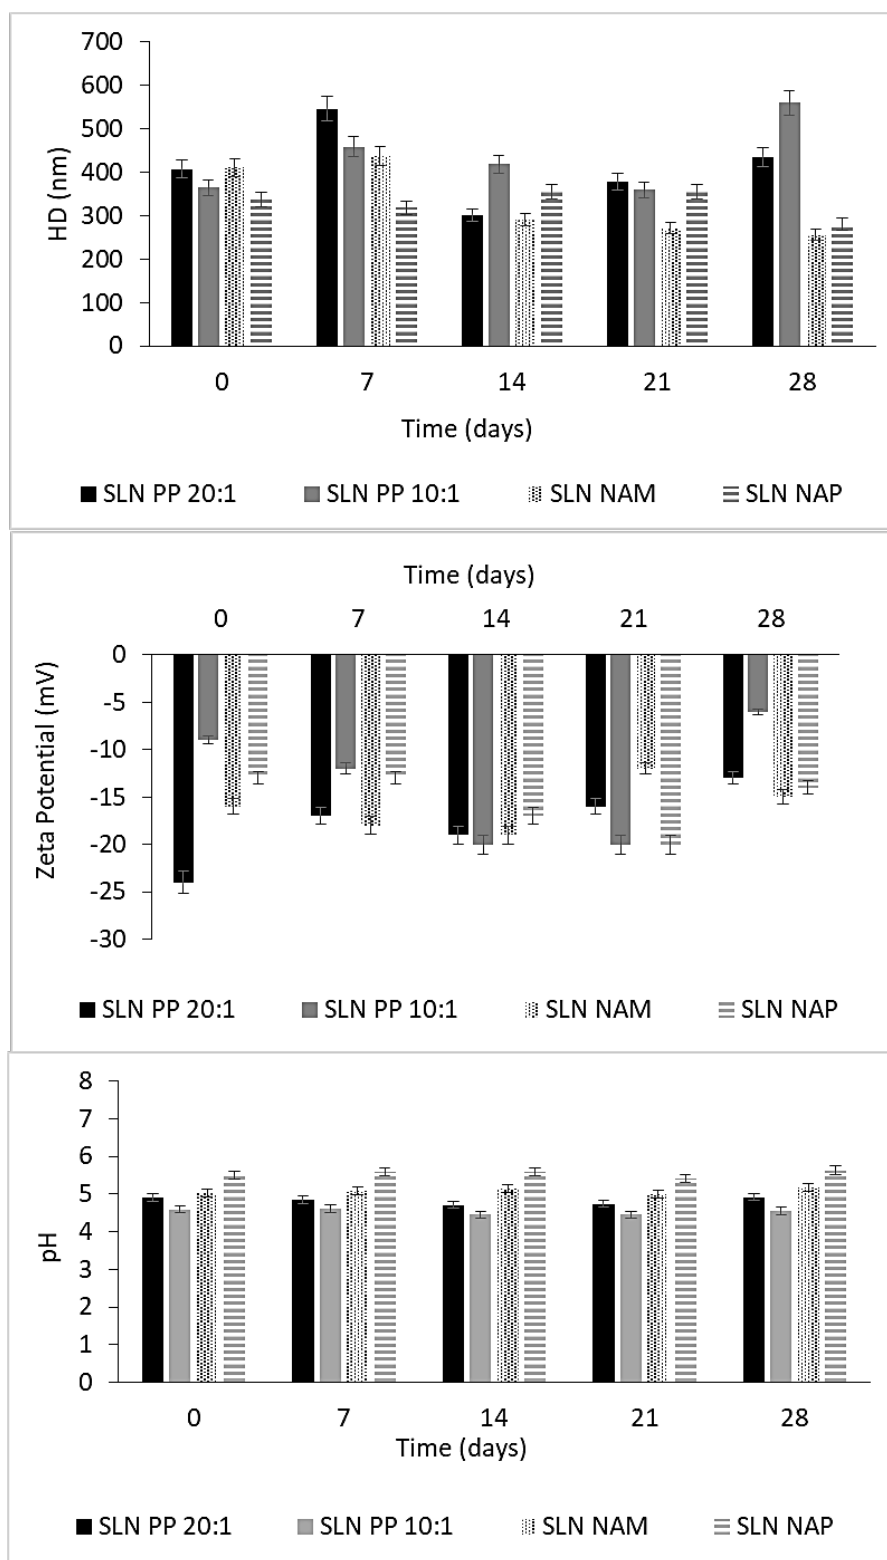 700
600
500
400
300
200
100
0
HD (nm)
0 7 14 21 28
Time (days)
SLN PP 20:1 SLN PP 10:1 SLN NAM SLN NAP
Time (days)
0 7 14 21 28
0
-5
-10
-15
-20
-25
-30
Zeta Potential (mV)
SLN PP 20:1 SLN PP 10:1 SLN NAM SLN NAP
8
7
6
5
4
3
2
1
0
pH
0 7 14 21 28
Time (days)
SLN PP 20:1 SLN PP 10:1 SLN NAM SLN NAP